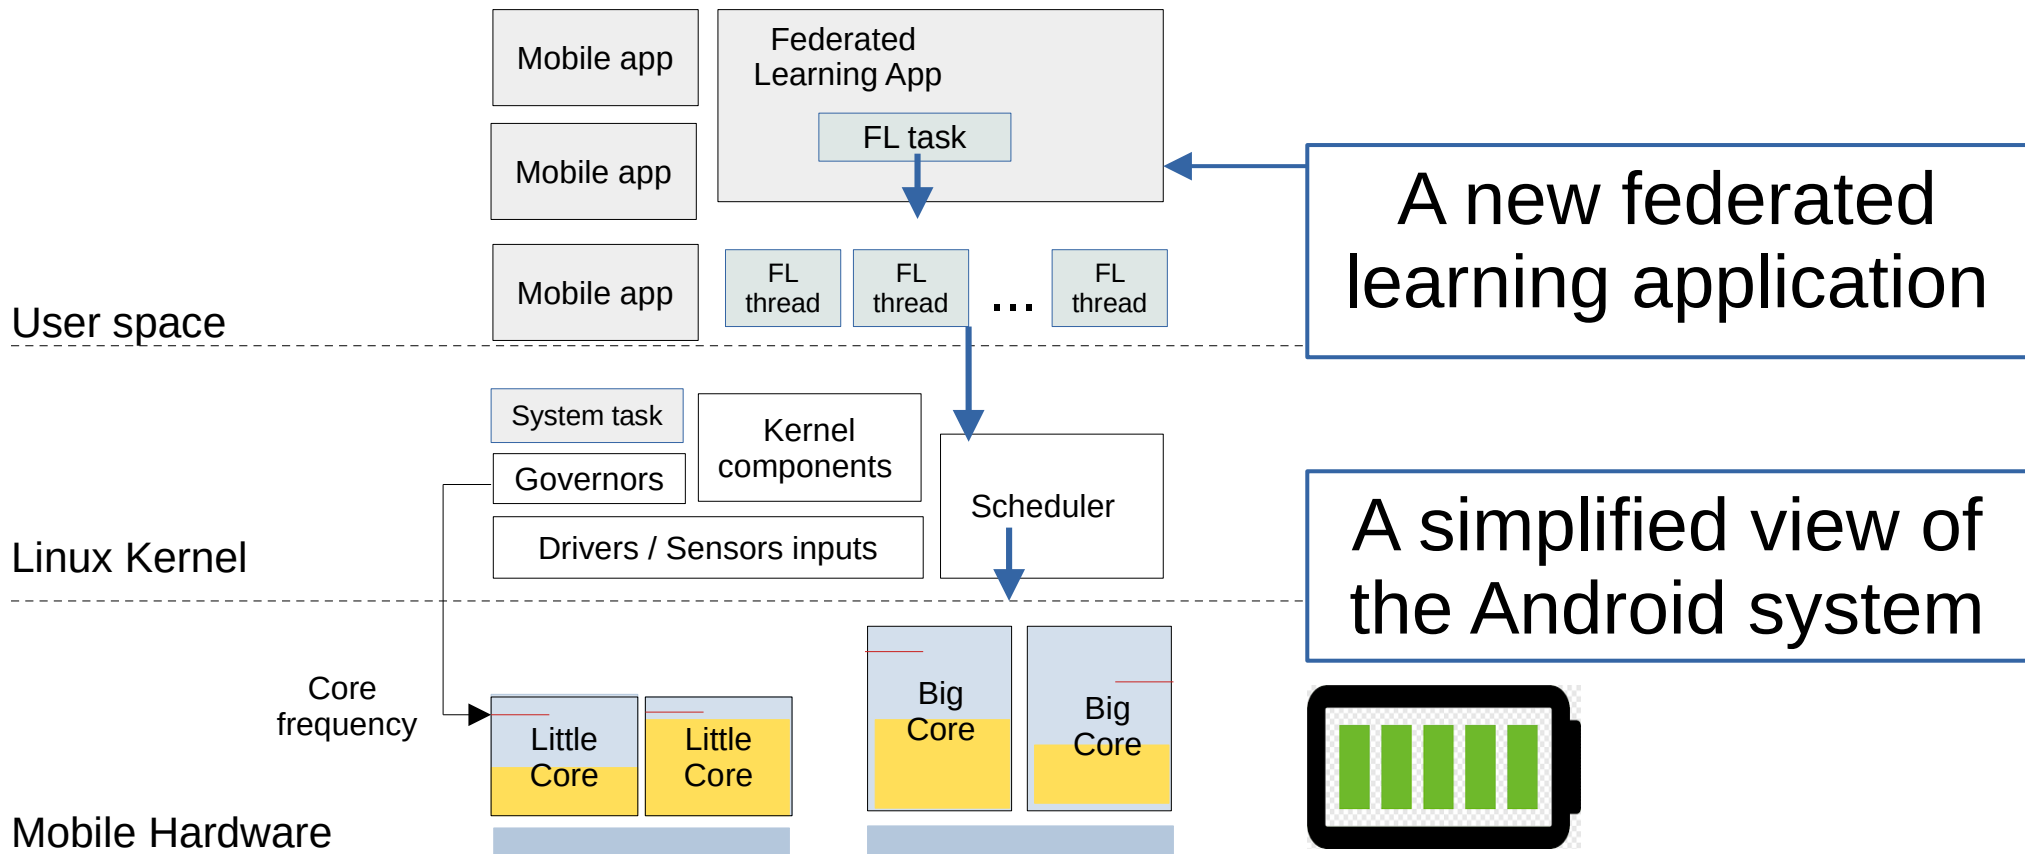 Mobile app
Federated
Learning App
FL task
Mobile app
Mobile app
FL
thread
FL
thread
...
FL
thread
User space
A new federated
learning application
System task
Governors
Kernel
components
Scheduler
Drivers / Sensors inputs
Linux Kernel
A simplified view of
the Android system
Core
frequency
Little
Core
Little
Core
Big
Core
Big
Core
Mobile Hardware